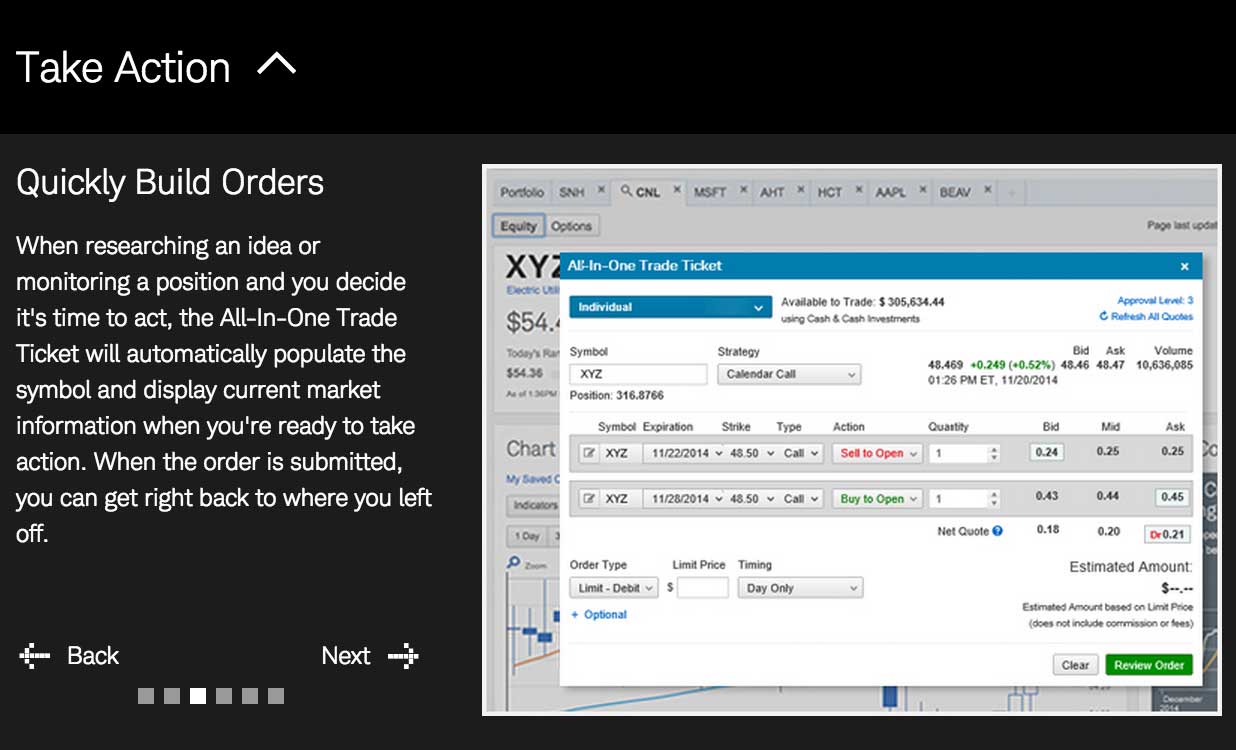 Take Action
Quickly Build Orders
When researching an idea or
monitoring a position and you decide
it's time to act, the All-In-One Trade
Ticket will automatically populate the
symbol and display current market
information when you're ready to take
action. When the order is submitted,
you can get right back to where you left
off.
Back Next
Portfolio SNH CNL MSFT AHT HCT AAPL BEAV
Equity Options Page last updat
XYZ
Electric Utili
$54.4
Today's Ran
$54.36
As of 1:36PM
Chart
My Saved C
Indicators
1 Day 3
Zoom
All-In-One Trade Ticket ×
Individual Available to Trade: $ 305,634.44 Approval Level: 3
using Cash & Cash Investments Refresh All Quotes
Symbol Strategy Bid Ask Volume
XYZ Calendar Call 48.469 +0.249 (+0.52%) 48.46 48.47 10,636,085
01:26 PM ET, 11/20/2014
Position: 316.8766
Symbol Expiration Strike Type Action Quantity Bid Mid Ask
XYZ 11/22/2014 48.50 Call Sell to Open 1 0.24 0.25 0.25
XYZ 11/28/2014 48.50 Call Buy to Open 1 0.43 0.44 0.45
Net Quote 0.18 0.20 Dr 0.21
Order Type Limit Price Timing Estimated Amount:
Limit - Debit $ Day Only $--.--
+ Optional Estimated Amount based on Limit Price
(does not include commission or fees)
Clear Review Order
December
2014